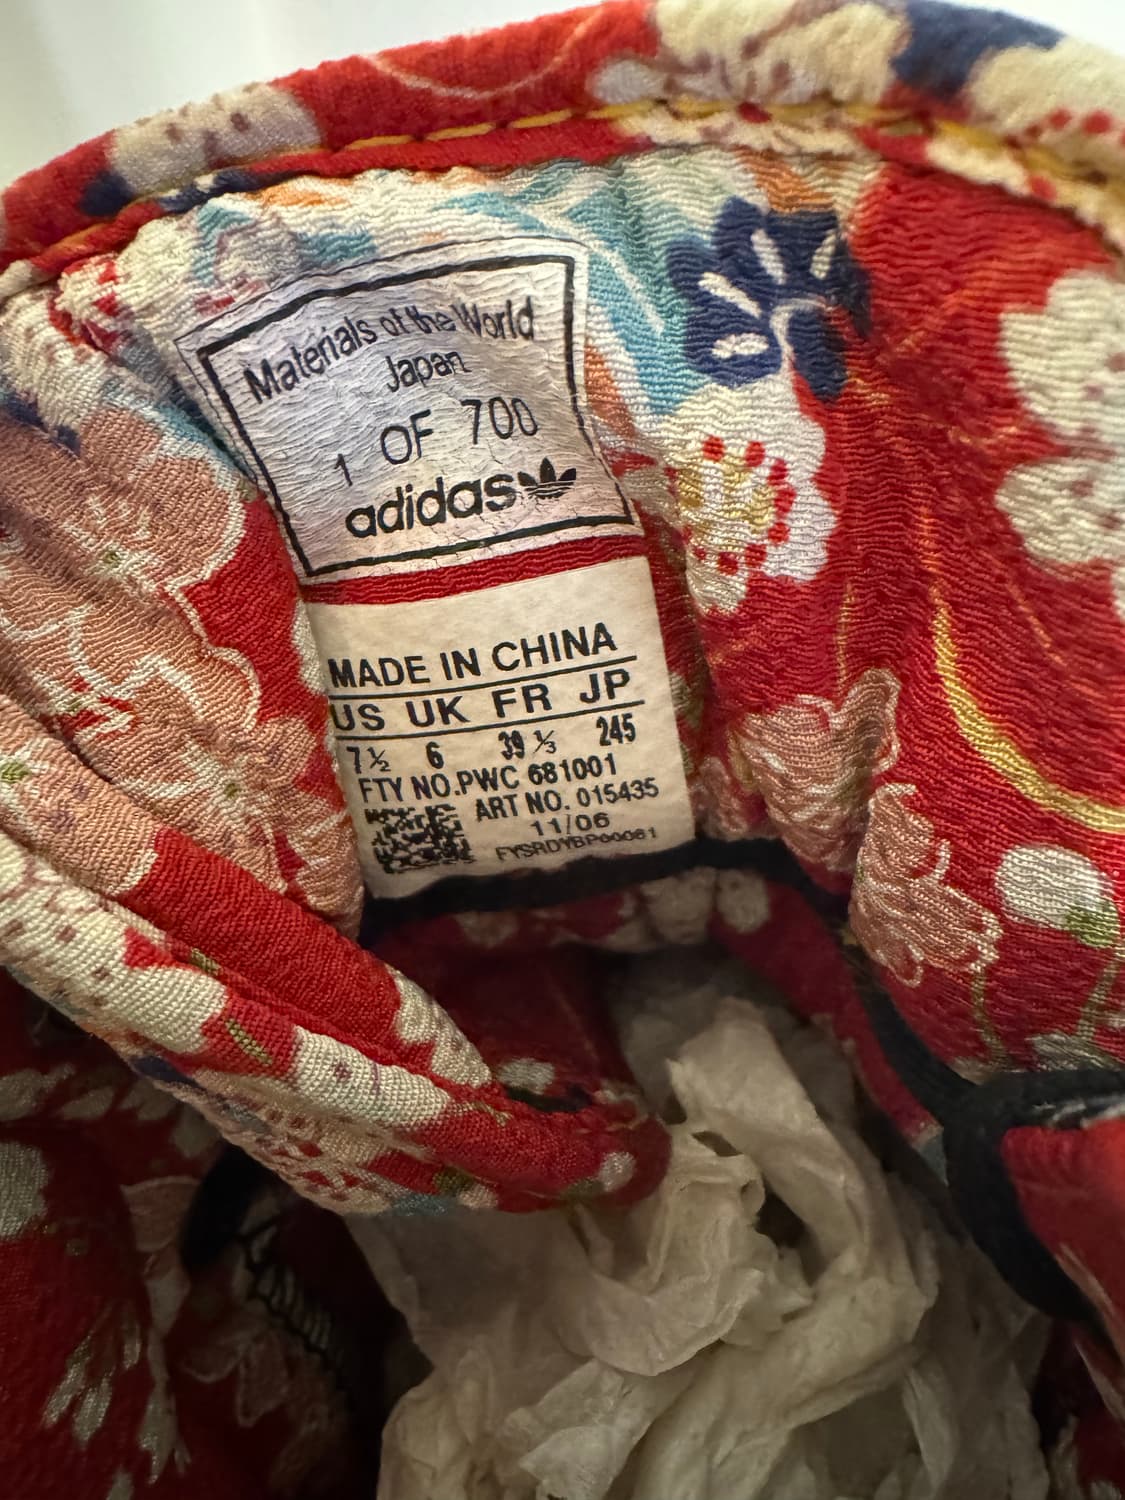 Materials of the World
Japan
1 OF 700
adidas
MADE IN CHINA
US UK FR JP
7½ 6 39⅓ 245
FTY NO.PWC 681001
ART NO. 015435
11/06
FYSRDYBP00061